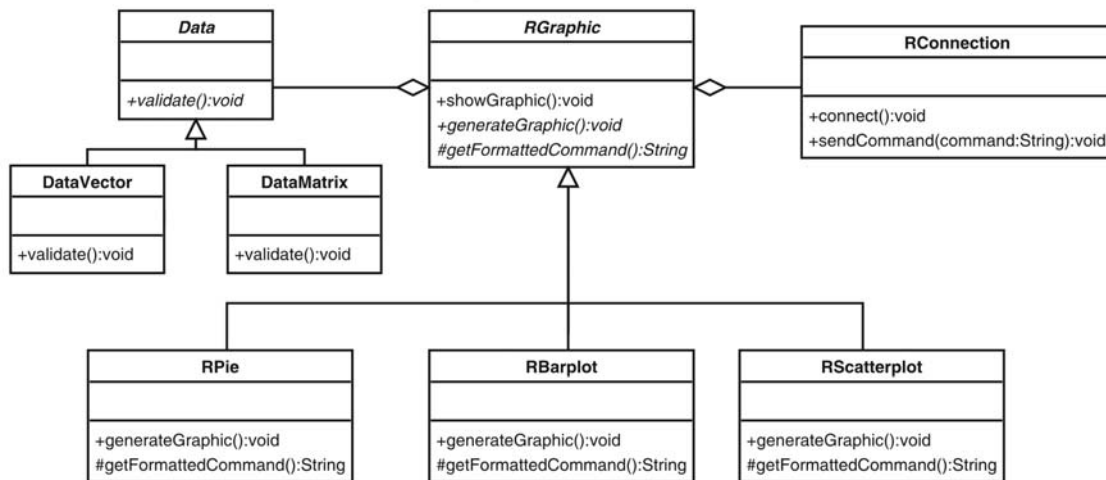 Data
+validate():void
RGraphic
+showGraphic():void
+generateGraphic():void
#getFormattedCommand():String
RConnection
+connect():void
+sendCommand(command:String):void
DataVector
+validate():void
DataMatrix
+validate():void
RPie
+generateGraphic():void
#getFormattedCommand():String
RBarplot
+generateGraphic():void
#getFormattedCommand():String
RScatterplot
+generateGraphic():void
#getFormattedCommand():String